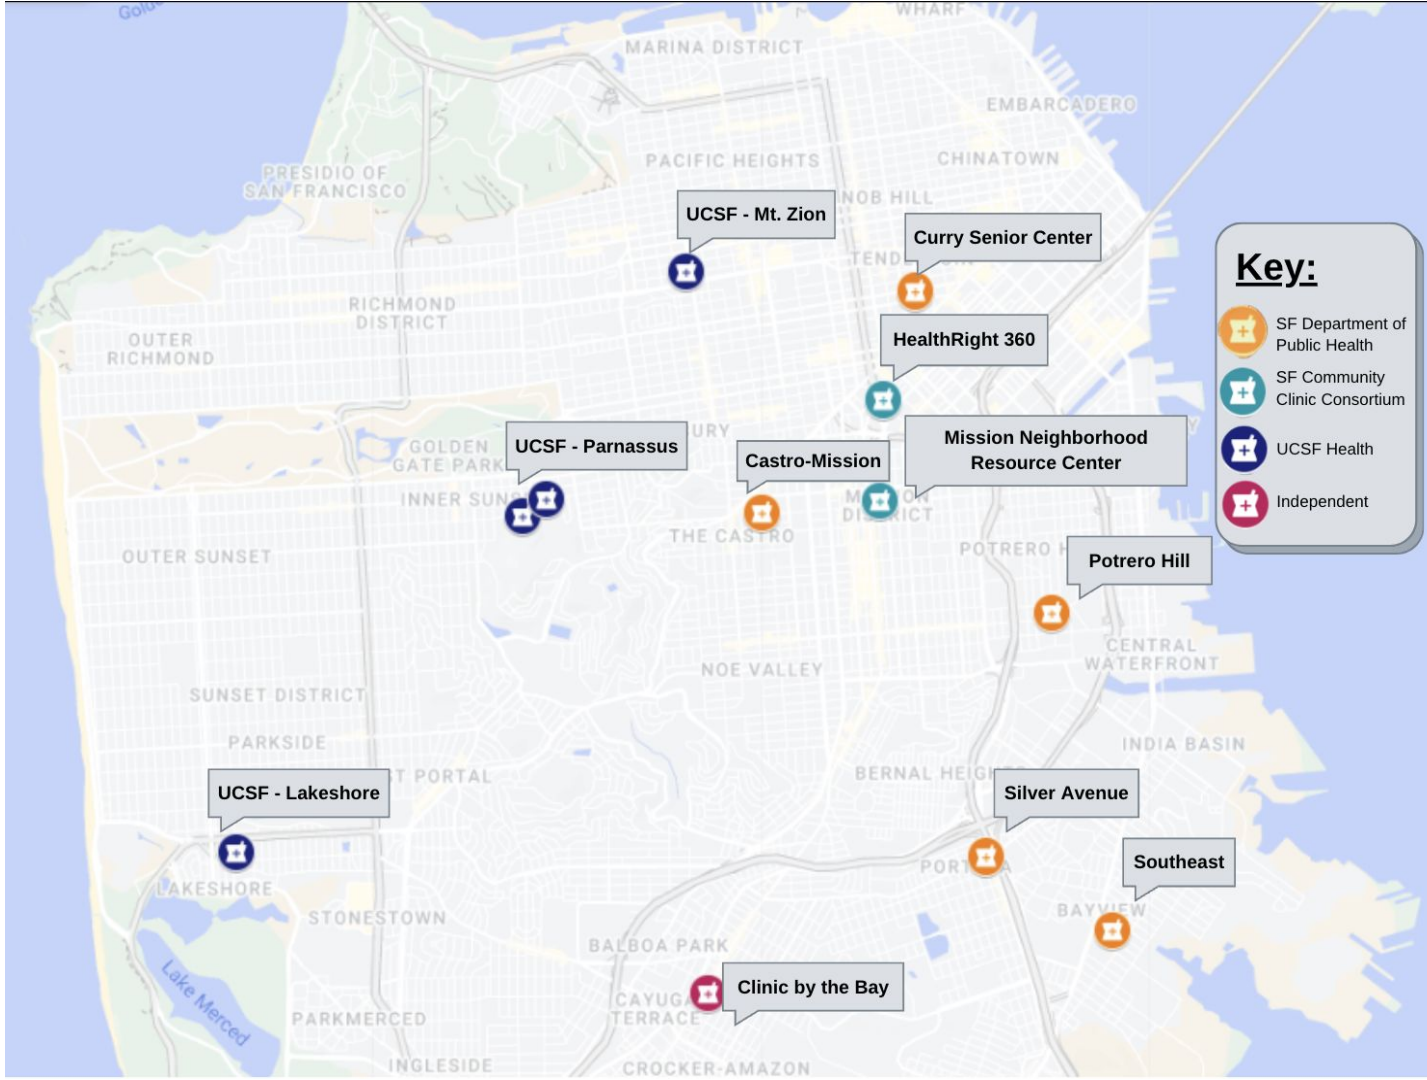 WHARF
MARINA DISTRICT
EMBARCADERO
PACIFIC HEIGHTS
CHINATOWN
PRESIDIO OF
SAN FRANCISCO
NOB HILL
UCSF - Mt. Zion
Curry Senior Center
Key:
RICHMOND
DISTRICT
SF Department of
Public Health
OUTER
RICHMOND
HealthRight 360
SF Community
Clinic Consortium
UCSF - Parnassus
GOLDEN
GATE PARK
Castro-Mission
Mission Neighborhood
Resource Center
UCSF Health
INNER
DISTRICT
Independent
THE CASTRO
OUTER SUNSET
POTRERO
Potrero Hill
NOE VALLEY
CENTRAL
WATERFRONT
SUNSET DISTRICT
PARKSIDE
INDIA BASIN
PORTAL
BERNAL
UCSF - Lakeshore
Silver Avenue
LAKESHORE
Southeast
STONESTOWN
BAYVIEW
BALBOA PARK
Clinic by the Bay
Lake Merced
PARKMERCED
TERRACE
INGLESIDE
CROCKER-AMAZON